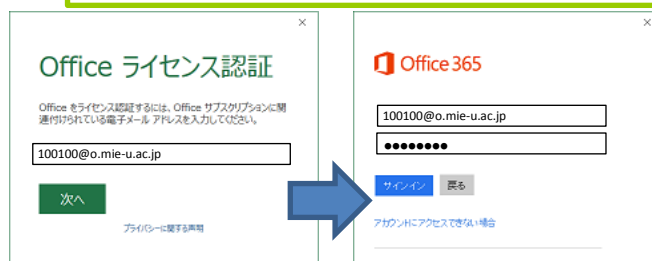 Office ライセンス認証
Office をライセンス認証するには、Office サブスクリプションに関
連付けられている電子メール アドレスを入力してください。
100100@o.mie-u.ac.jp
次へ
プライバシーに関する声明
Office 365
100100@o.mie-u.ac.jp
●●●●●●●●
サインイン
戻る
アカウントにアクセスできない場合